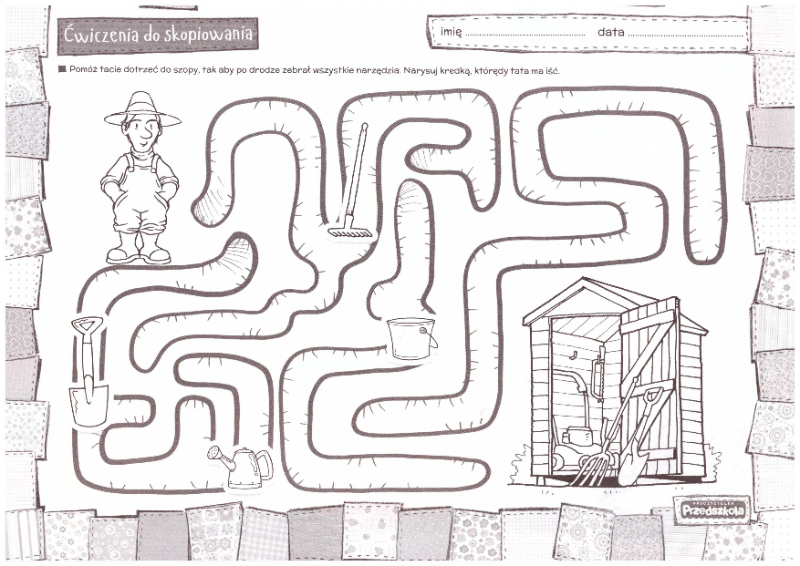 Ćwiczenia do skopiowania
imię ........................................ data ........................................
Pomóż tacie dotrzeć do szopy, tak aby po drodze zebrał wszystkie narzędzia. Narysuj kredką, którędy tata ma iść.
Przedszkola